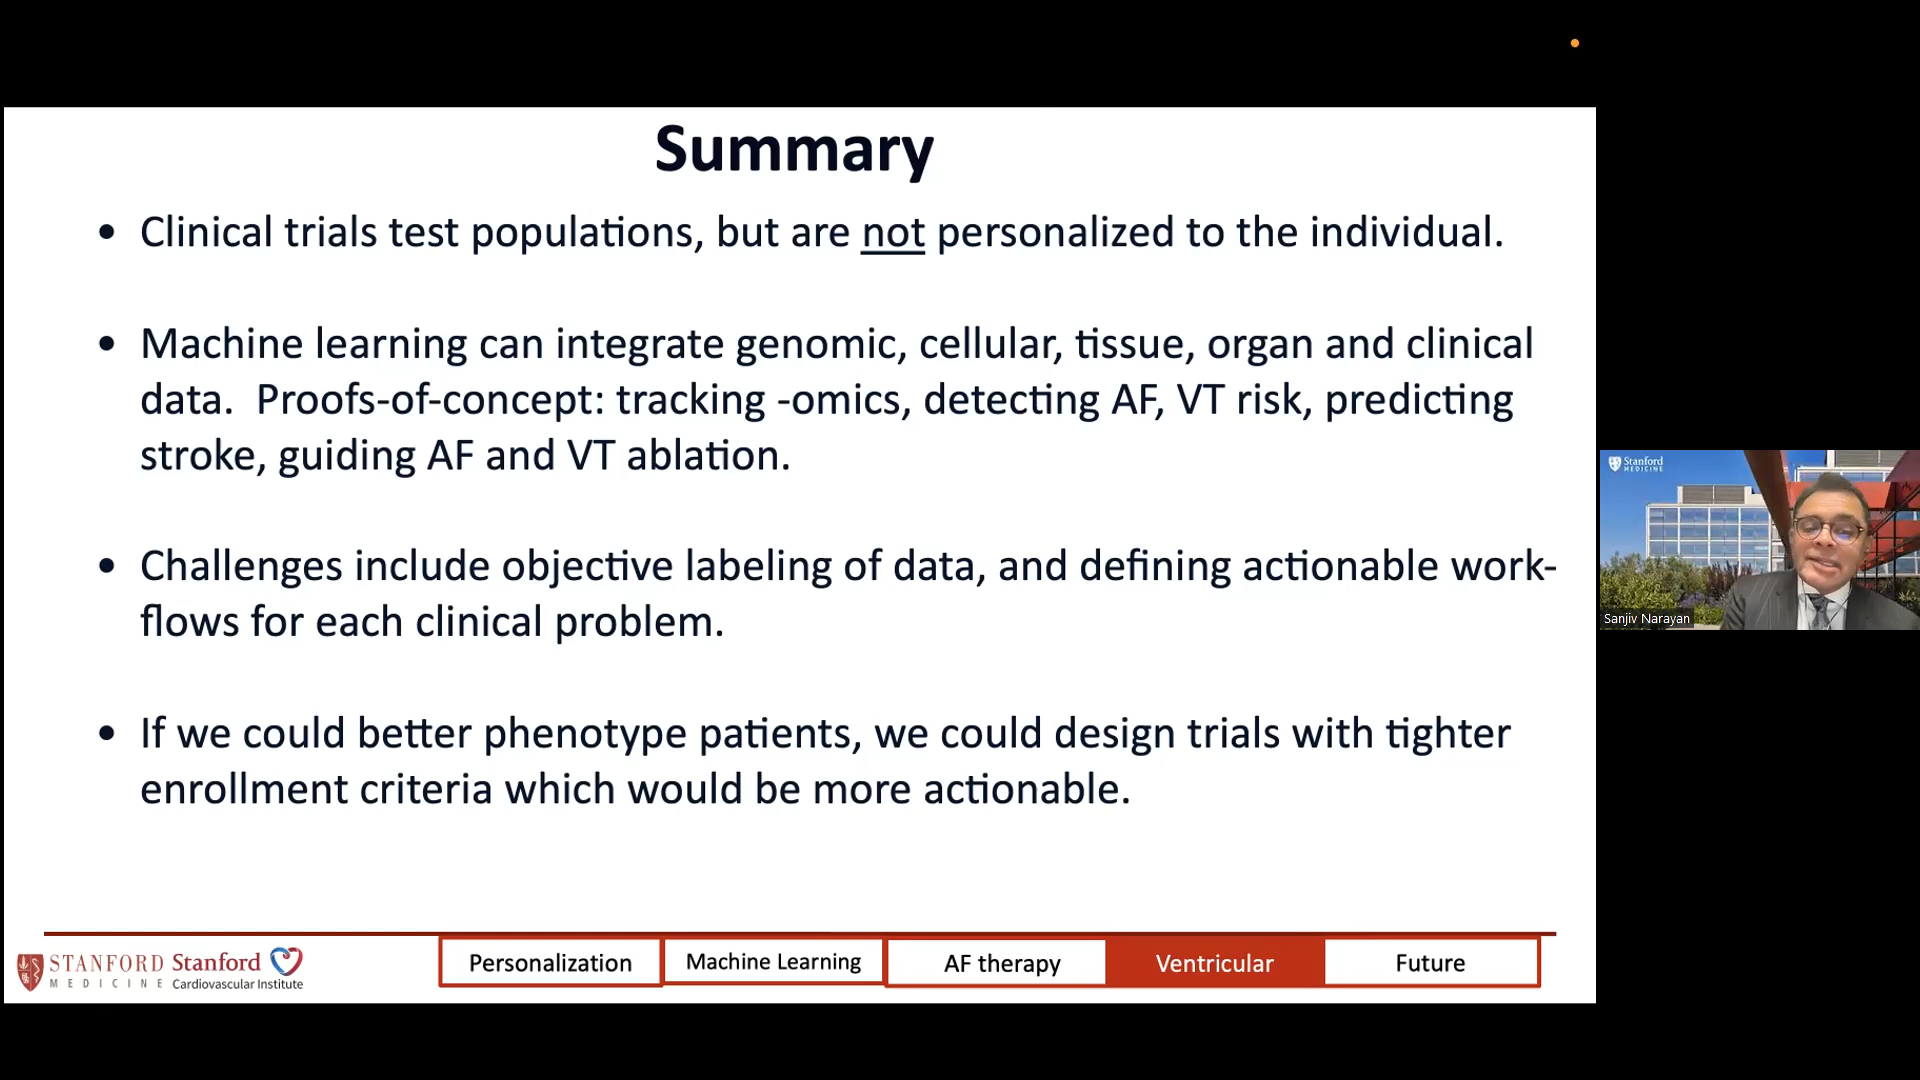 Summary
• Clinical trials test populations, but are not personalized to the individual.
• Machine learning can integrate genomic, cellular, tissue, organ and clinical
data.  Proofs-of-concept: tracking -omics, detecting AF, VT risk, predicting
stroke, guiding AF and VT ablation.
• Challenges include objective labeling of data, and defining actionable work-
flows for each clinical problem.
• If we could better phenotype patients, we could design trials with tighter
enrollment criteria which would be more actionable.
STANFORD
MEDICINE
Stanford
Cardiovascular Institute
Personalization
Machine Learning
AF therapy
Ventricular
Future
Stanford
MEDICINE
Sanjiv Narayan